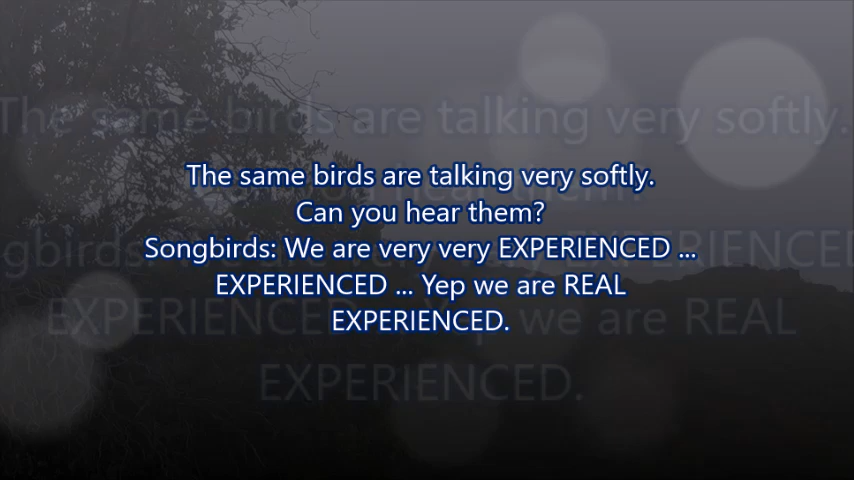 The same birds are talking very softly.
Can you hear them?
Songbirds: We are very very EXPERIENCED ...
EXPERIENCED ... Yep we are REAL
EXPERIENCED.